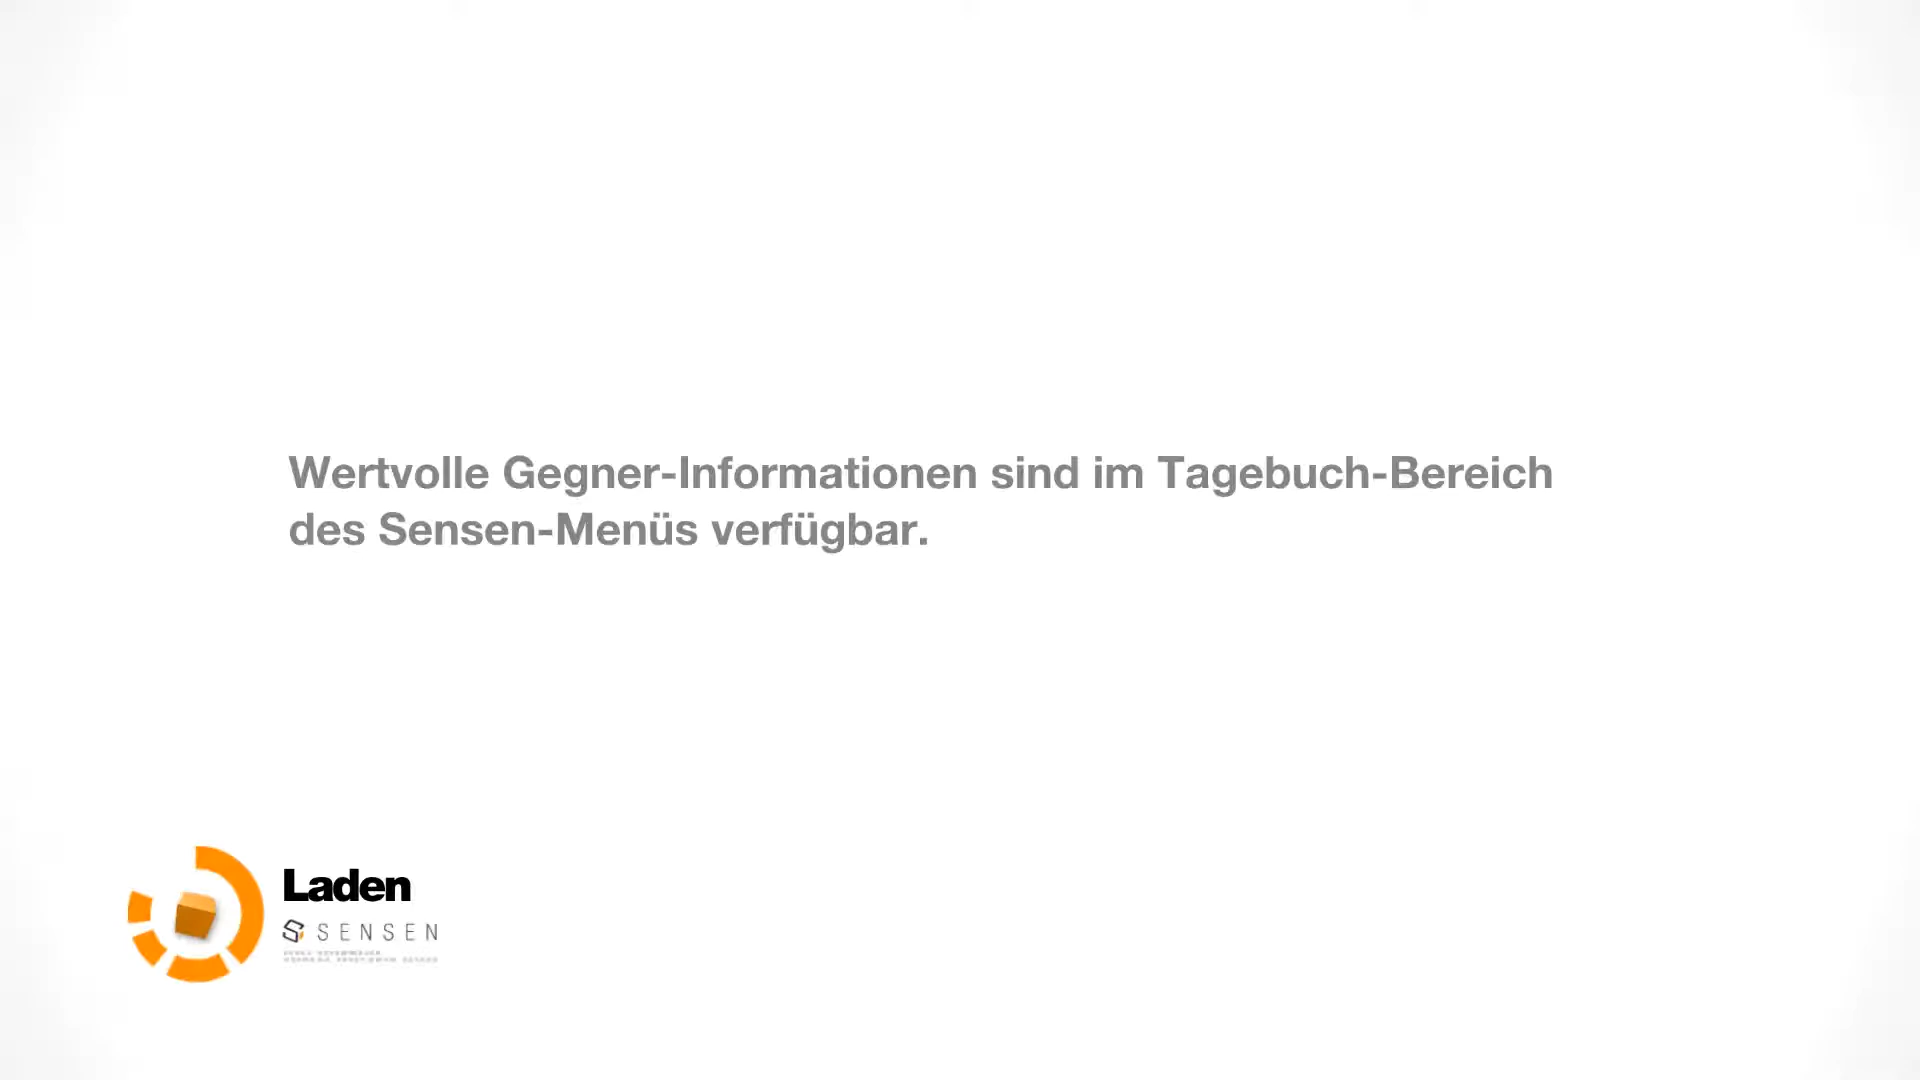 Wertvolle Gegner-Informationen sind im Tagebuch-Bereich
des Sensen-Menüs verfügbar.
Laden
SENSEN